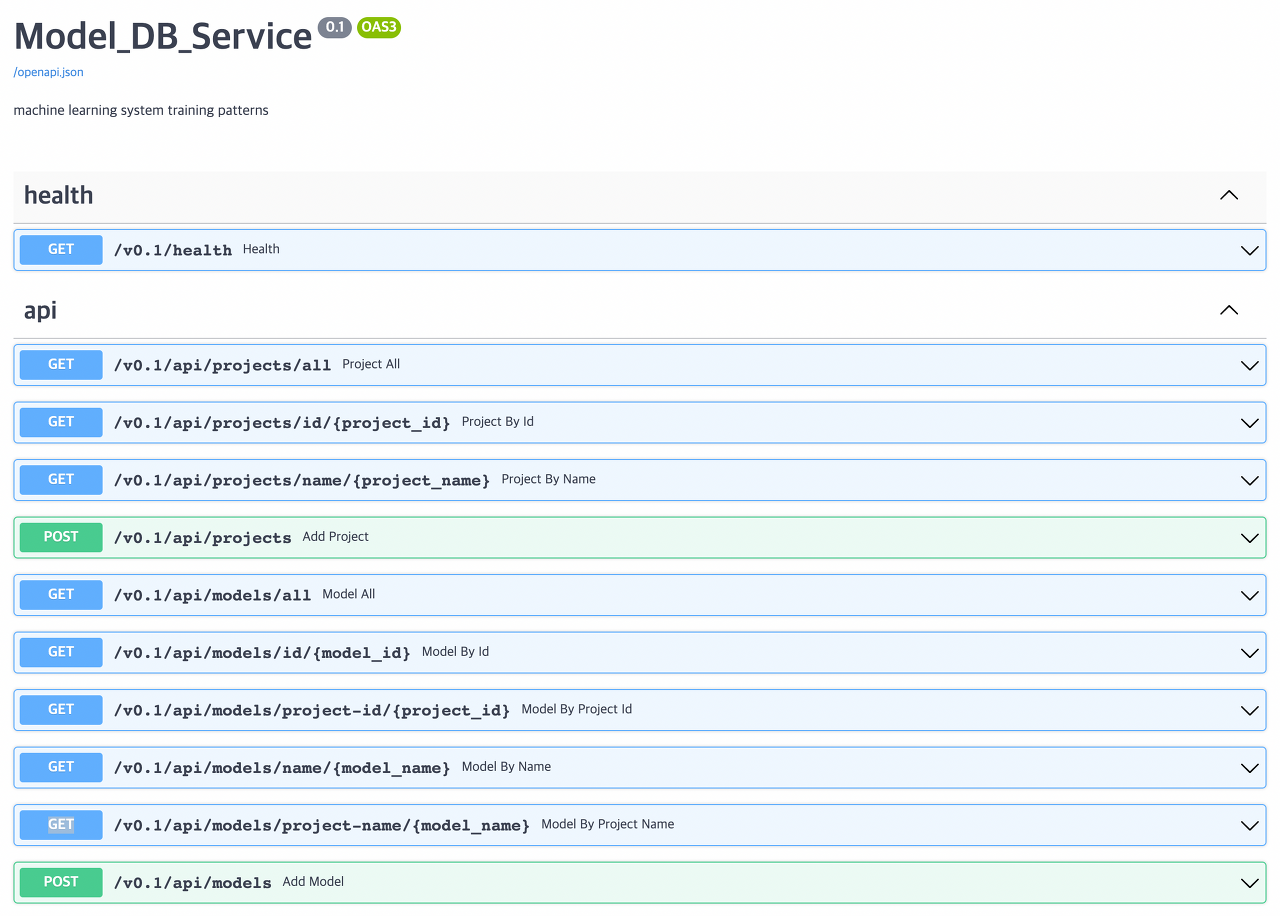 Model_DB_Service 0.1 OAS3
/openapi.json
machine learning system training patterns
health
GET /v0.1/health Health
api
GET /v0.1/api/projects/all Project All
GET /v0.1/api/projects/id/{project_id} Project By Id
GET /v0.1/api/projects/name/{project_name} Project By Name
POST /v0.1/api/projects Add Project
GET /v0.1/api/models/all Model All
GET /v0.1/api/models/id/{model_id} Model By Id
GET /v0.1/api/models/project-id/{project_id} Model By Project Id
GET /v0.1/api/models/name/{model_name} Model By Name
GET /v0.1/api/models/project-name/{model_name} Model By Project Name
POST /v0.1/api/models Add Model